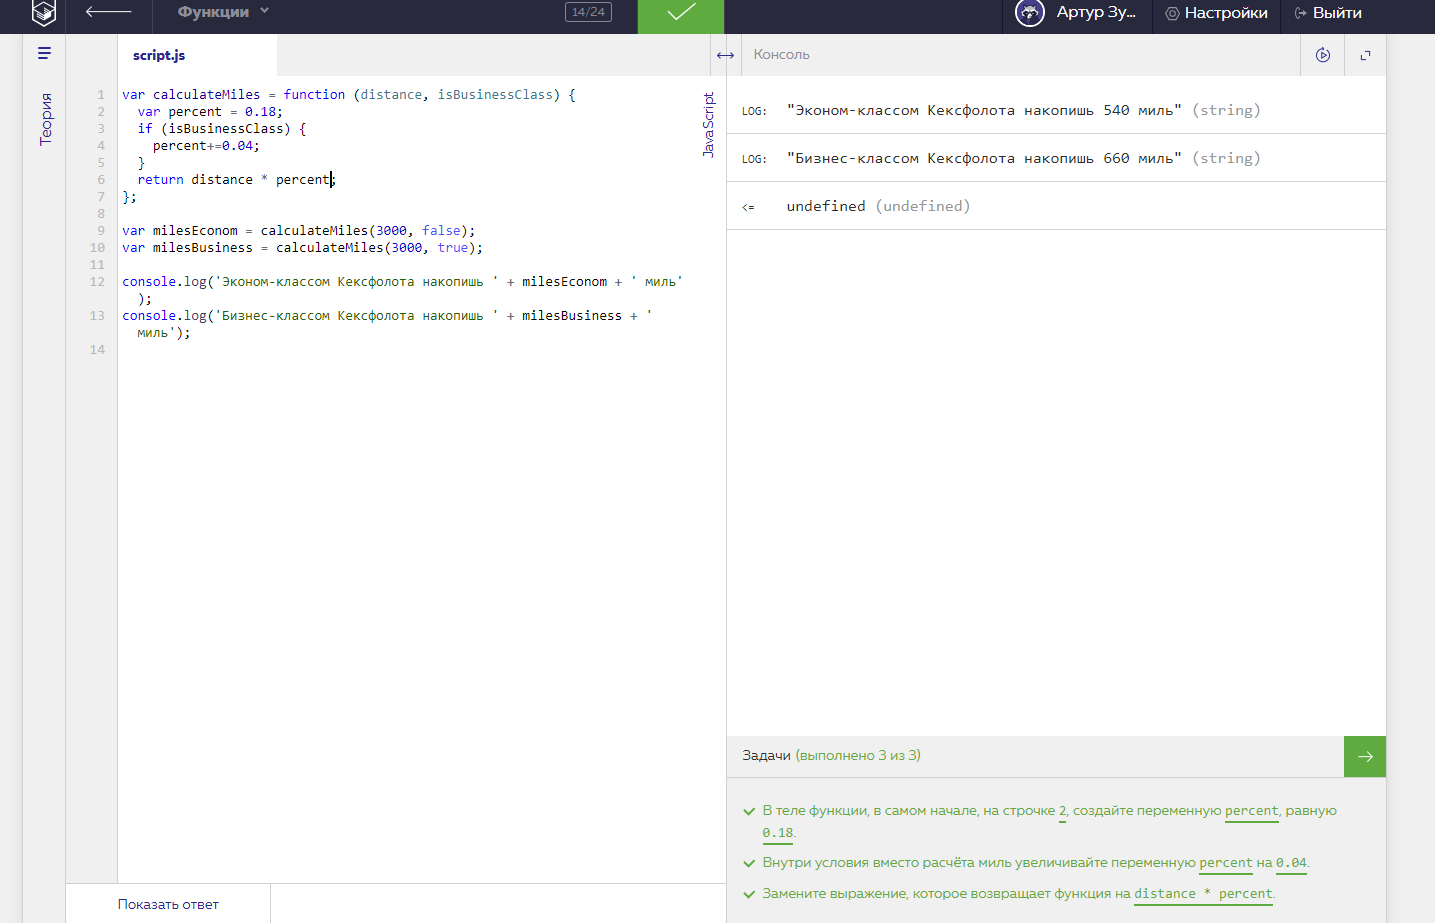 Функции
14/24
Артур Зу...
Настройки
Выйти
Теория
script.js
JavaScript
Консоль
1 var calculateMiles = function (distance, isBusinessClass) {
2 var percent = 0.18;
3 if (isBusinessClass) {
4 percent+=0.04;
5 }
6 return distance * percent;
7 };
8
9 var milesEconom = calculateMiles(3000, false);
10 var milesBusiness = calculateMiles(3000, true);
11
12 console.log('Эконом-классом Кексфолота накопишь ' + milesEconom + ' миль'
);
13 console.log('Бизнес-классом Кексфолота накопишь ' + milesBusiness + '
миль');
14
Показать ответ
LOG: "Эконом-классом Кексфолота накопишь 540 миль" (string)
LOG: "Бизнес-классом Кексфолота накопишь 660 миль" (string)
<= undefined (undefined)
Задачи (выполнено 3 из 3)
В теле функции, в самом начале, на строчке 2, создайте переменную percent, равную
0.18.
Внутри условия вместо расчёта миль увеличивайте переменную percent на 0.04.
Замените выражение, которое возвращает функция на distance * percent.